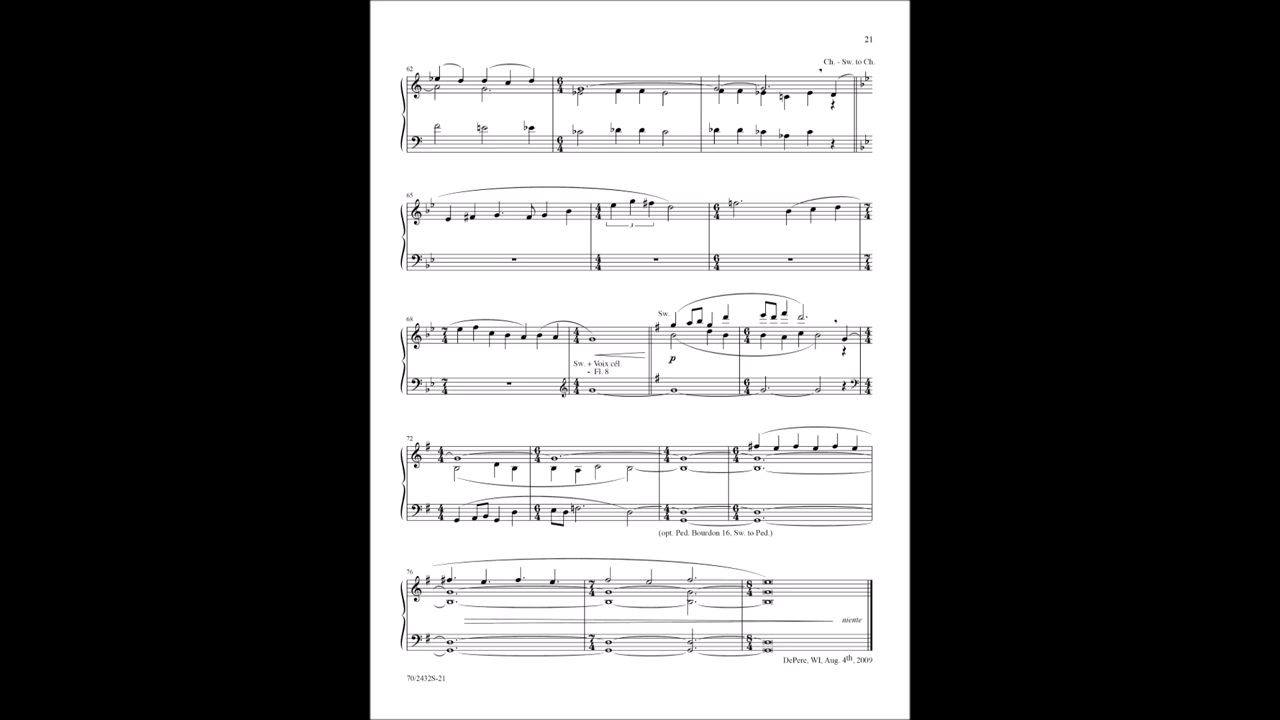 21
Ch. - Sw. to Ch.
62
65
3
68
Sw.
p
Sw. + Voix cél.
- Fl. 8
72
(opt. Ped. Bourdon 16, Sw. to Ped.)
76
niente
DePere, WI, Aug. 4th, 2009
70/2432S-21